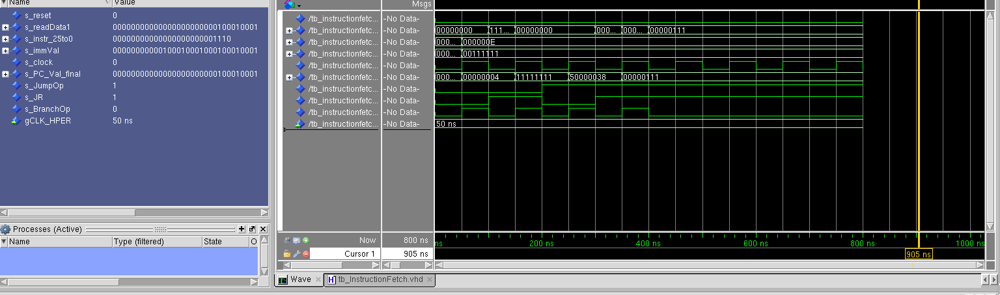 Name Value
s_reset 0
s_readData1 00000000000000000000000100010001
s_instr_25to0 00000000000000000000001110
s_immVal 00000000000100010001000100010001
s_clock 0
s_PC_Val_final 00000000000000000000000100010001
s_JumpOp 1
s_JR 1
s_BranchOp 0
gCLK_HPER 50 ns
Processes (Active)
Name Type (filtered) State O
Msgs
/tb_instructionfetc... -No Data-
/tb_instructionfetc... -No Data- 00000000 111... 00000000 000... 000... 00000111
/tb_instructionfetc... -No Data- 000... 000000E
/tb_instructionfetc... -No Data- 000... 00111111
/tb_instructionfetc... -No Data-
/tb_instructionfetc... -No Data- 000... 00000004 11111111 50000038 00000111
/tb_instructionfetc... -No Data-
/tb_instructionfetc... -No Data-
/tb_instructionfetc... -No Data-
/tb_instructionfetc... -No Data- 50 ns
Now 800 ns ns 200 ns 400 ns 600 ns 800 ns 1000 ns
Cursor 1 905 ns 905 ns
Wave tb_InstructionFetch.vhd